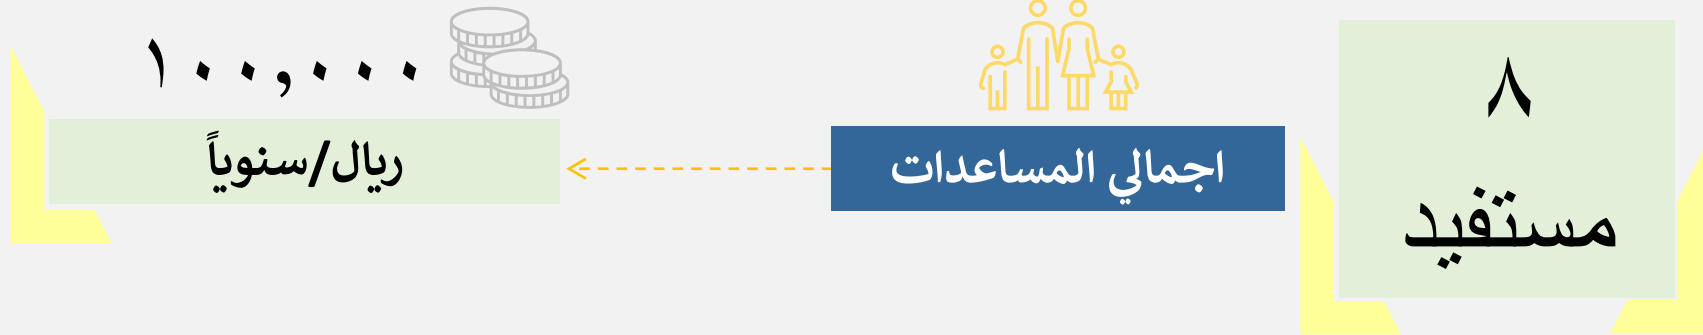 ٨
مستفيد
اجمالي المساعدات
١٠٠,٠٠٠
ريال/سنوياً